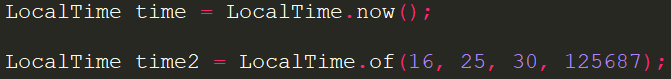 LocalTime time = LocalTime.now();
LocalTime time2 = LocalTime.of(16, 25, 30, 125687);